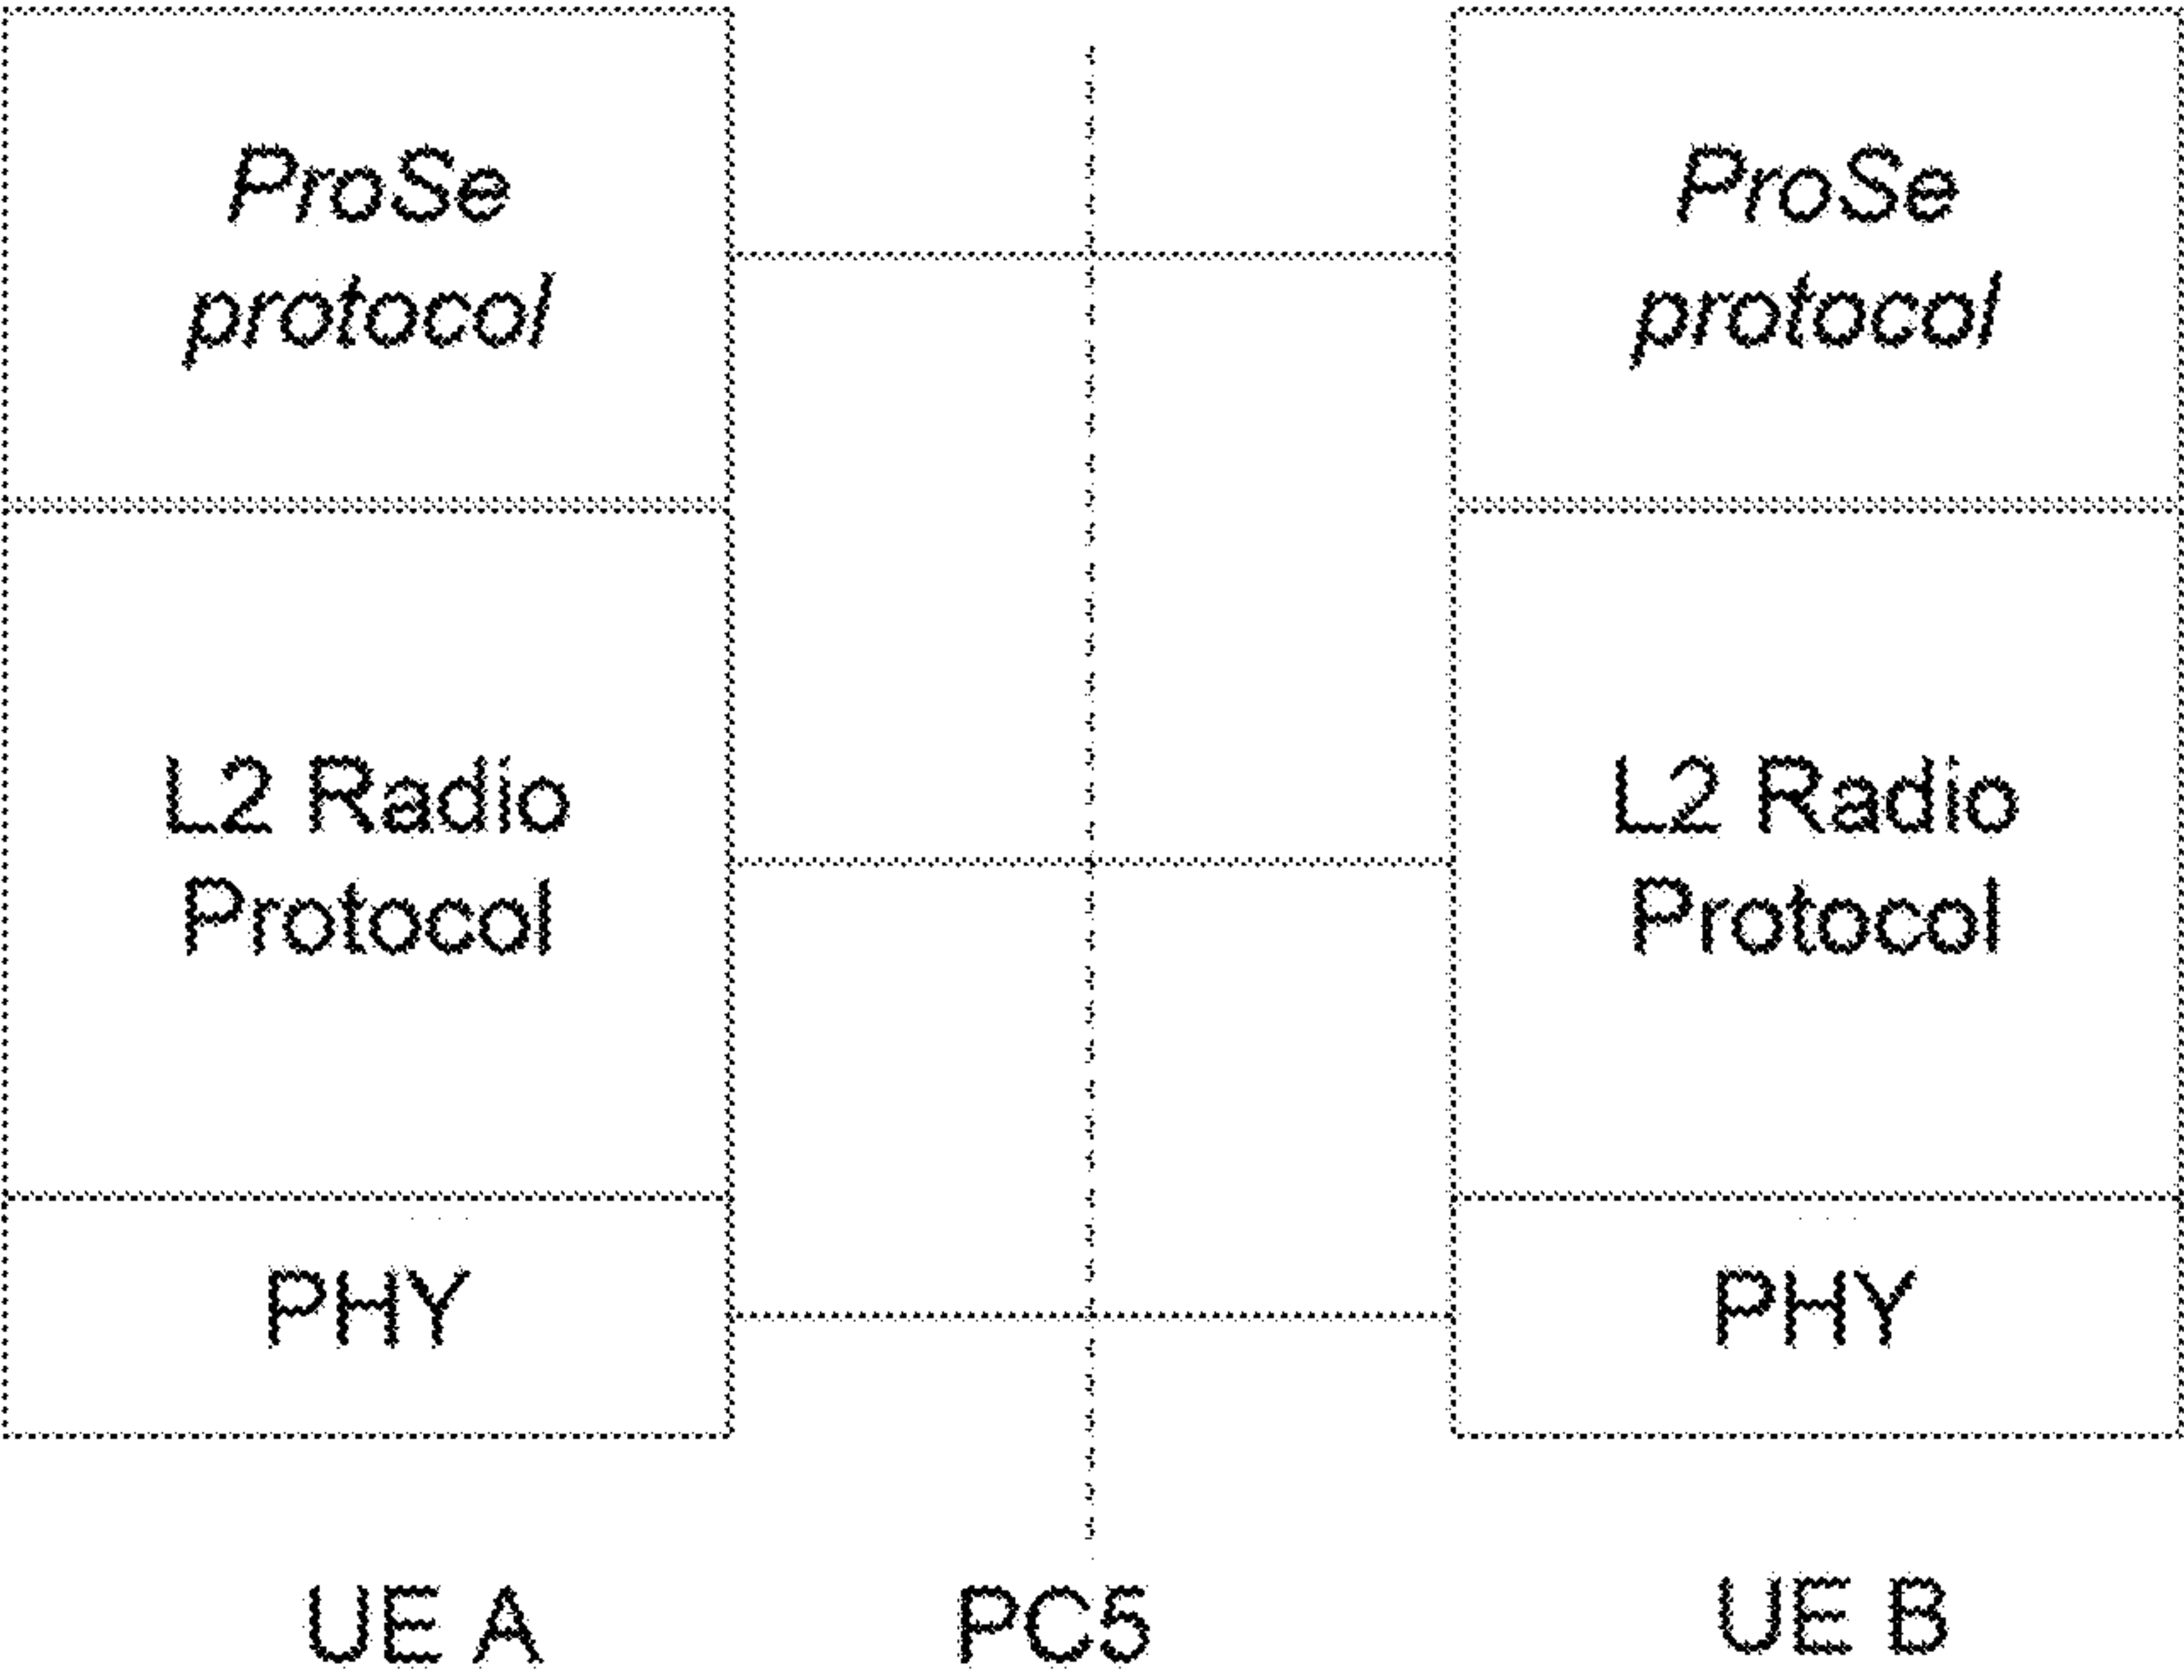 ProSe
protocol
ProSe
protocol
L2 Radio
Protocol
L2 Radio
Protocol
PHY
PHY
UE A
PC5
UE B